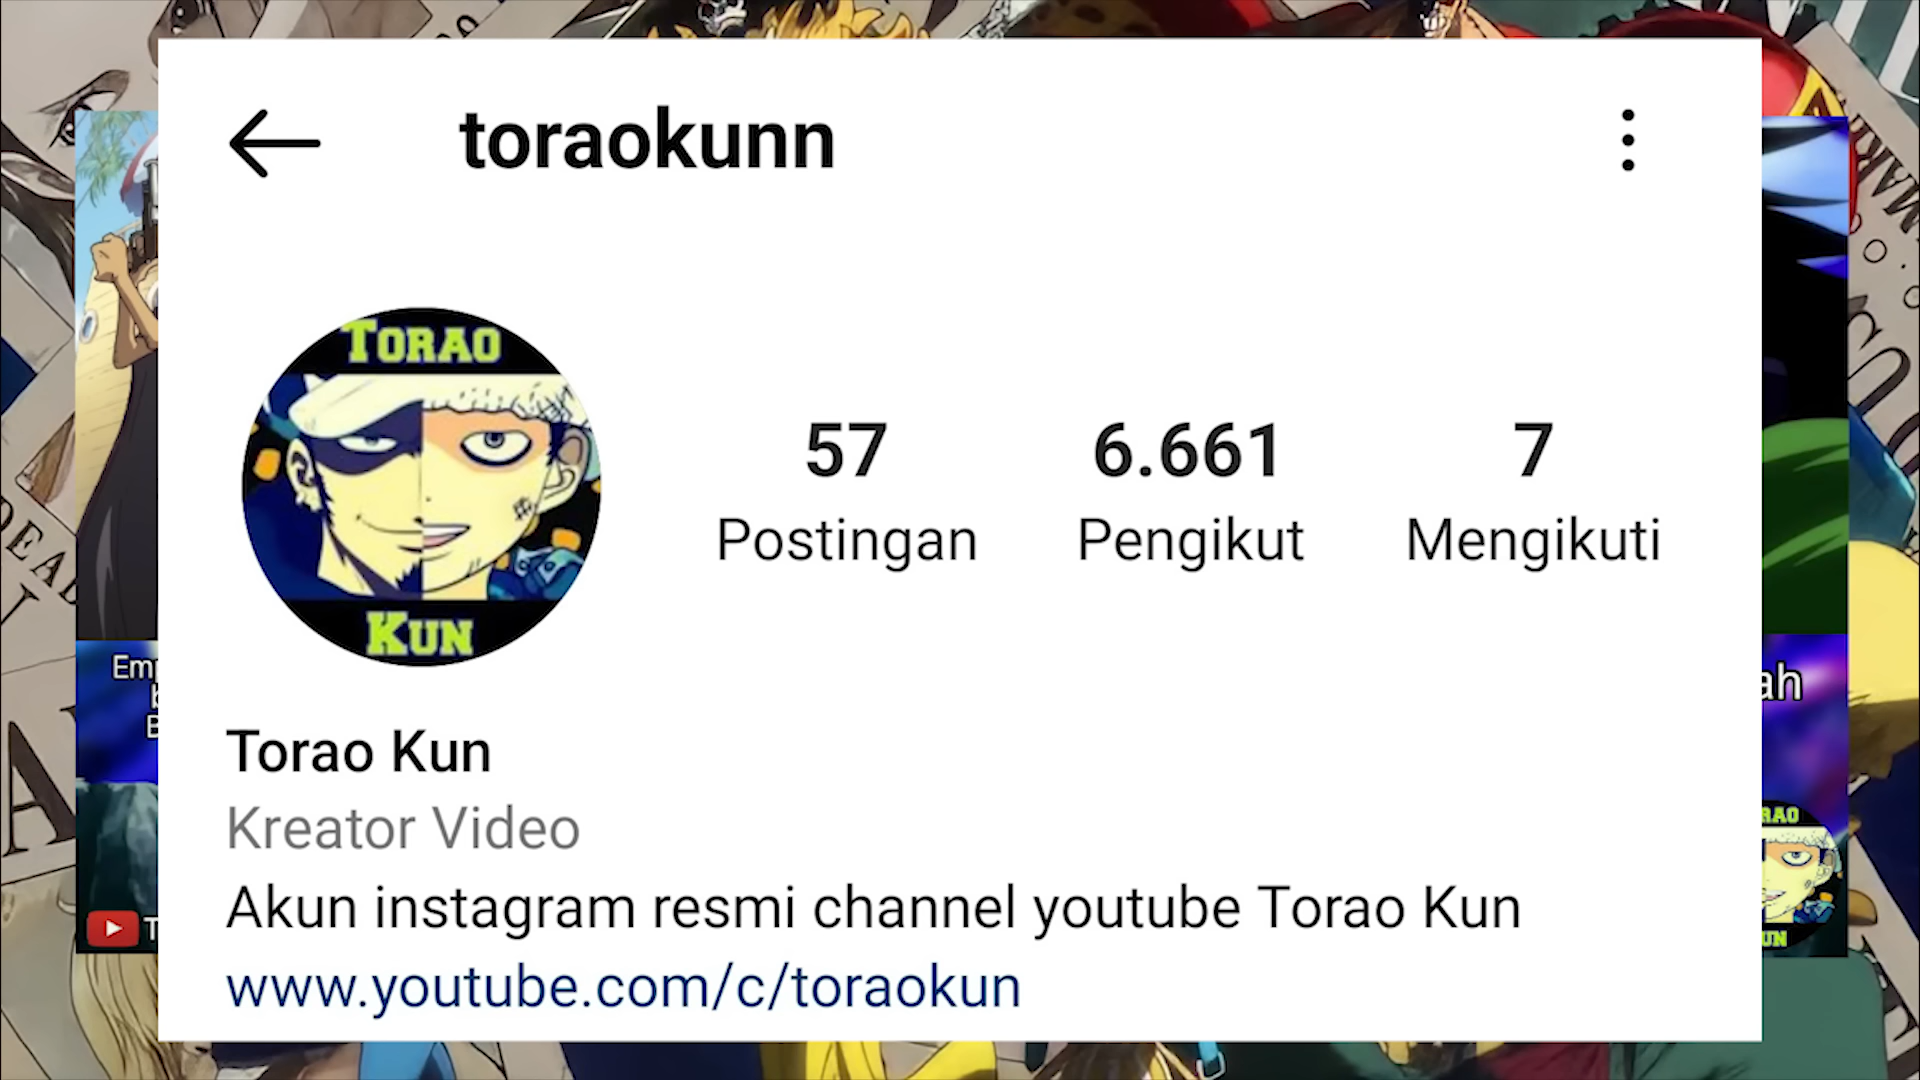 toraokunn
TORAO
KUN
57
6.661
7
Postingan
Pengikut
Mengikuti
Torao Kun
Kreator Video
Akun instagram resmi channel youtube Torao Kun
www.youtube.com/c/toraokun